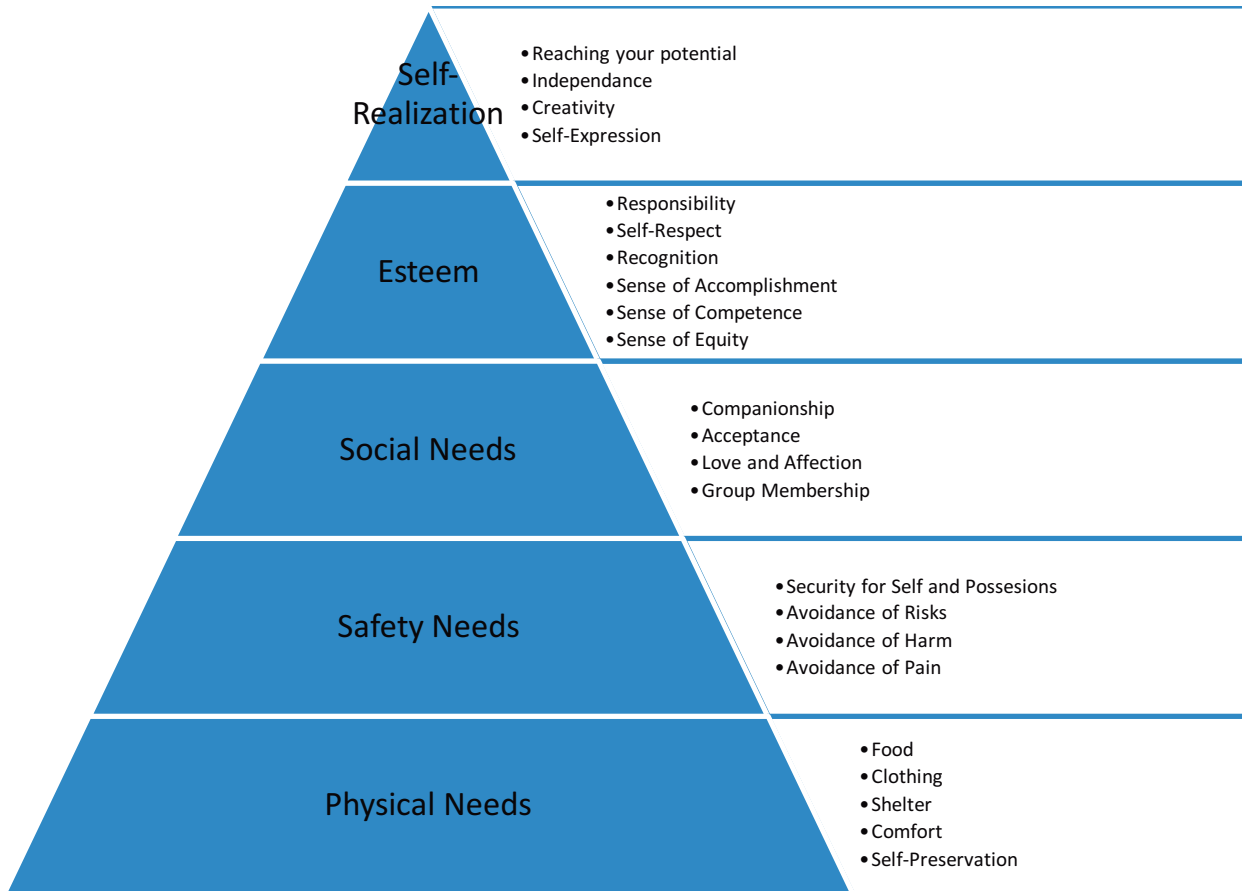 Self-
Realization
•Reaching your potential
•Independance
•Creativity
•Self-Expression
Esteem
•Responsibility
•Self-Respect
•Recognition
•Sense of Accomplishment
•Sense of Competence
•Sense of Equity
Social Needs
•Companionship
•Acceptance
•Love and Affection
•Group Membership
Safety Needs
•Security for Self and Possesions
•Avoidance of Risks
•Avoidance of Harm
•Avoidance of Pain
Physical Needs
•Food
•Clothing
•Shelter
•Comfort
•Self-Preservation